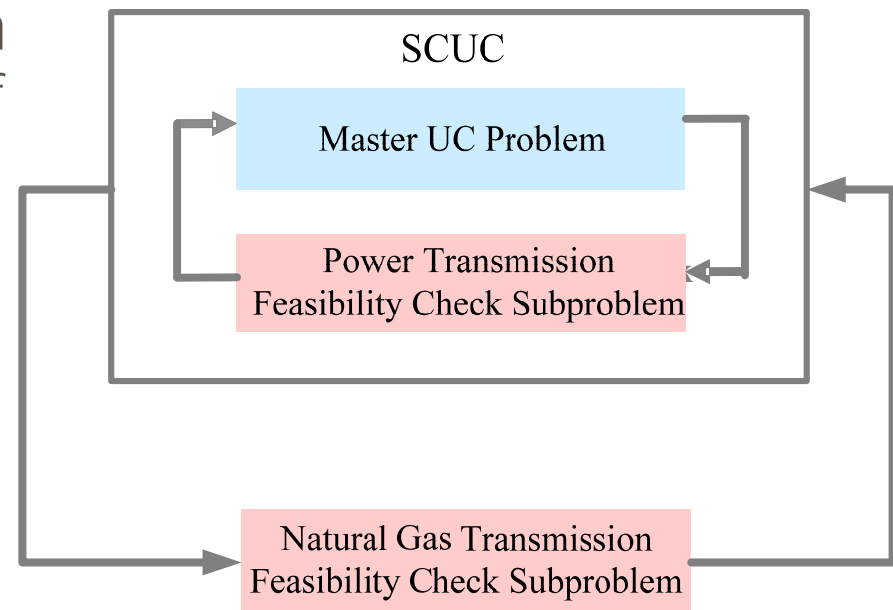 SCUC
Master UC Problem
Power Transmission
Feasibility Check Subproblem
Natural Gas Transmission
Feasibility Check Subproblem